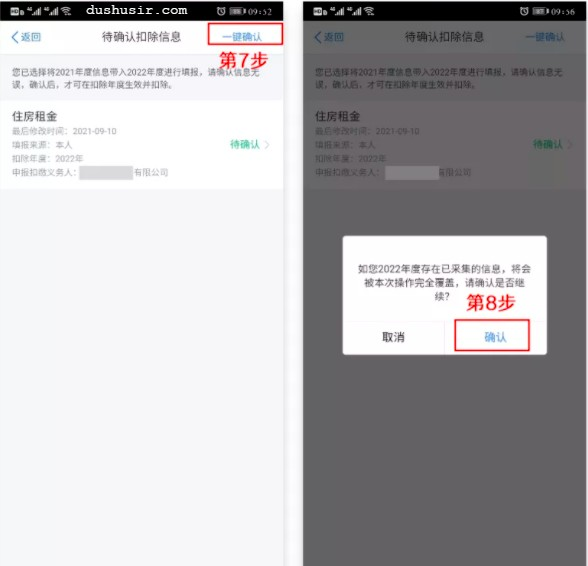 dushusir.com
09:52
返回
待确认扣除信息
一键确认
第7步
您已选择将2021年度信息带入2022年度进行填报，请确认信息无
误，确认后，才可在扣除年度生效并扣除。
住房租金
最后修改时间：2021-09-10
填报来源：本人
待确认
扣除年度：2022年
申报扣缴义务人：
有限公司
09:56
返回
待确认扣除信息
一键确认
您已选择将2021年度信息带入2022年度进行填报，请确认信息无
误，确认后，才可在扣除年度生效并扣除。
住房租金
最后修改时间：2021-09-10
填报来源：本人
待确认
扣除年度：2022年
申报扣缴义务人：
有限公司
如您2022年度存在已采集的信息，将会
被本次操作完全覆盖，请确认是否继
续？
第8步
取消
确认